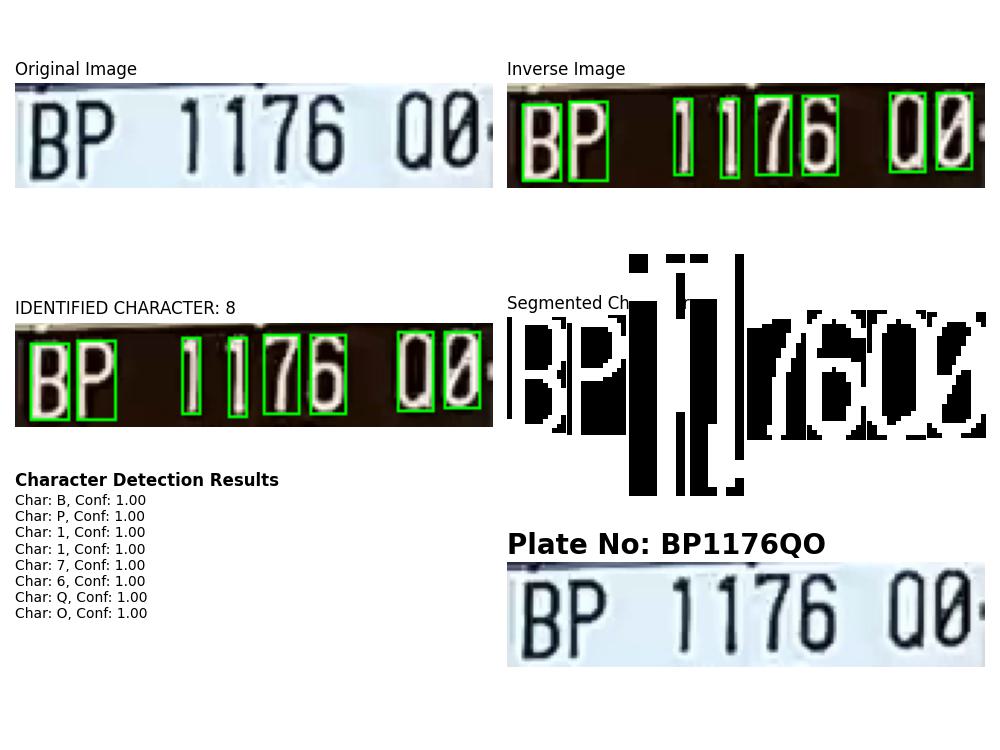 Original Image
BP 1176 Q0
Inverse Image
BP 1176 Q0
IDENTIFIED CHARACTER: 8
BP 1176 Q0
Segmented
BP 1176Q0
Character Detection Results
Char: B, Conf: 1.00
Char: P, Conf: 1.00
Char: 1, Conf: 1.00
Char: 1, Conf: 1.00
Char: 7, Conf: 1.00
Char: 6, Conf: 1.00
Char: Q, Conf: 1.00
Char: O, Conf: 1.00
Plate No: BP1176QO
BP 1176 Q0